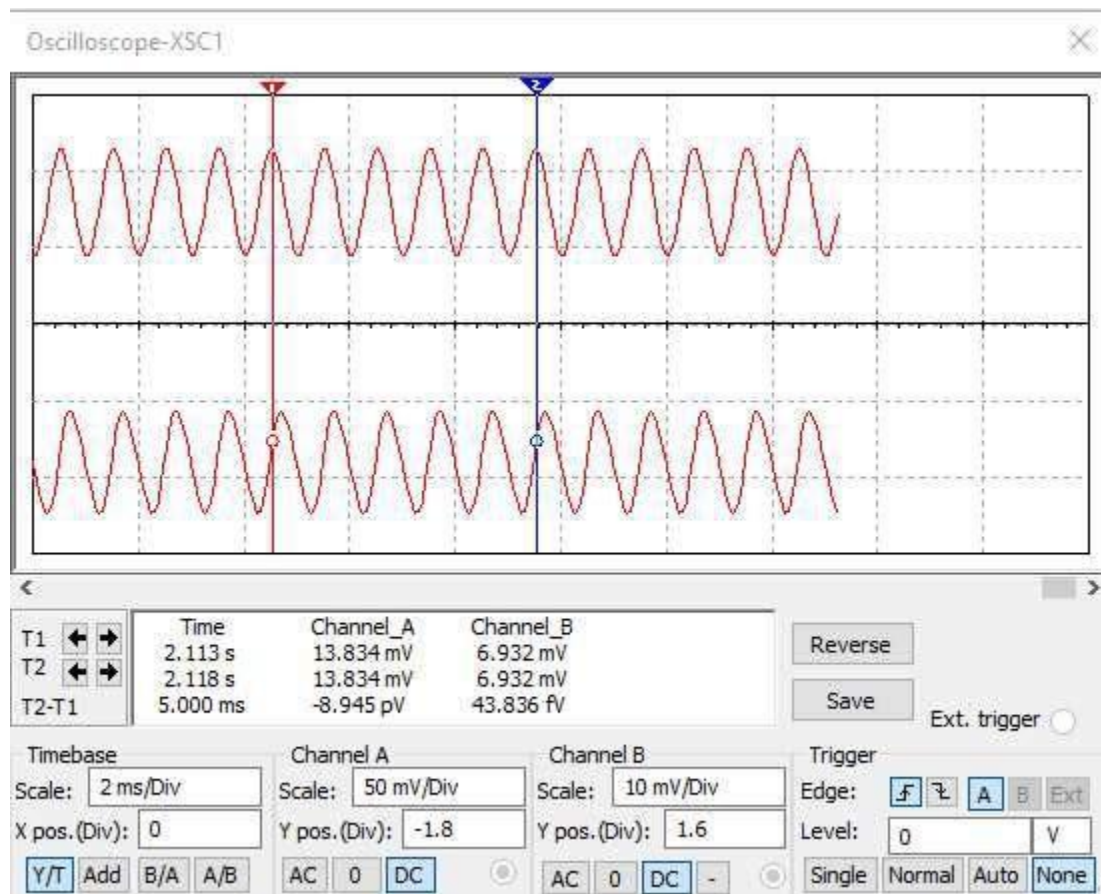 Oscilloscope-XSC1
1 2
Time Channel_A Channel_B
T1 2.113 s 13.834 mV 6.932 mV
T2 2.118 s 13.834 mV 6.932 mV
T2-T1 5.000 ms -8.945 pV 43.836 fV
Reverse
Save
Ext. trigger
Timebase
Scale: 2 ms/Div
X pos.(Div): 0
Y/T Add B/A A/B
Channel A
Scale: 50 mV/Div
Y pos.(Div): -1.8
AC 0 DC
Channel B
Scale: 10 mV/Div
Y pos.(Div): 1.6
AC 0 DC -
Trigger
Edge: A B Ext
Level: 0 V
Single Normal Auto None